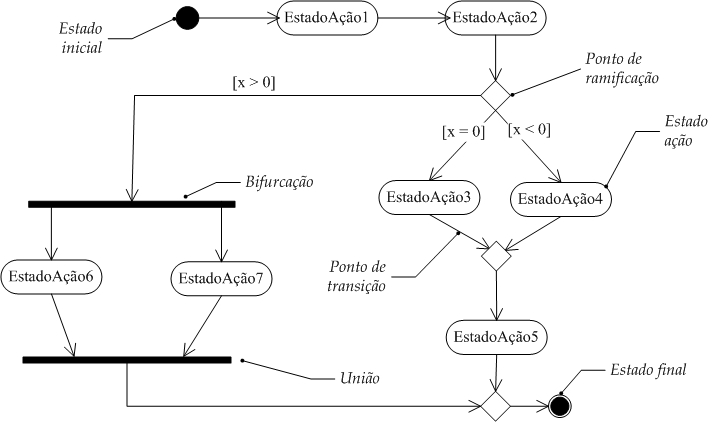 EstadoAção1
EstadoAção2
Estado
inicial
Ponto de
ramificação
[x > 0]
[x = 0]
[x < 0]
Estado
ação
Bifurcação
EstadoAção3
EstadoAção4
Ponto de
transição
EstadoAção6
EstadoAção7
EstadoAção5
União
Estado final